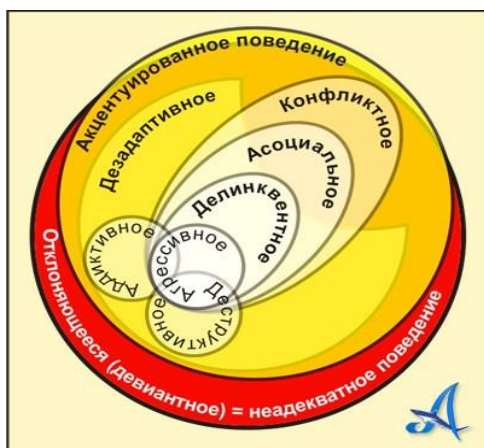 Акцентуированное поведение
Дезадаптивное
Конфликтное
Асоциальное
Делинквентное
Аддиктивное
Агрессивное
Деструктивное
Отклоняющееся (девиантное) = неадекватное поведение
А